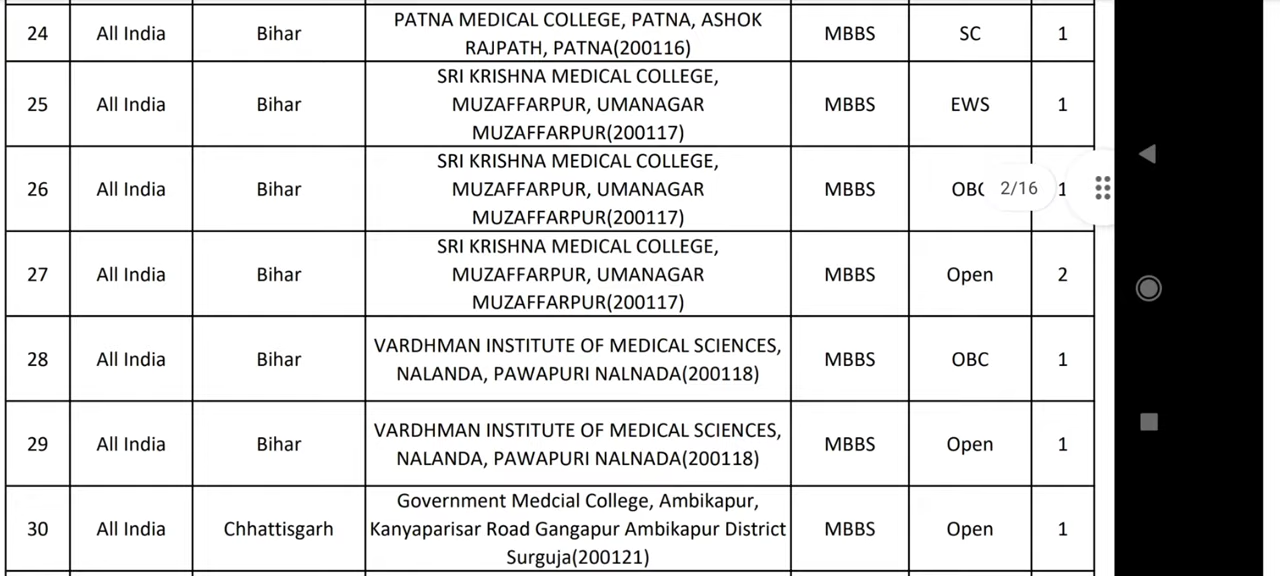 24 All India Bihar PATNA MEDICAL COLLEGE, PATNA, ASHOK RAJPATH, PATNA(200116) MBBS SC 1
25 All India Bihar SRI KRISHNA MEDICAL COLLEGE, MUZAFFARPUR, UMANAGAR MUZAFFARPUR(200117) MBBS EWS 1
26 All India Bihar SRI KRISHNA MEDICAL COLLEGE, MUZAFFARPUR, UMANAGAR MUZAFFARPUR(200117) MBBS OBC 1
2/16
27 All India Bihar SRI KRISHNA MEDICAL COLLEGE, MUZAFFARPUR, UMANAGAR MUZAFFARPUR(200117) MBBS Open 2
28 All India Bihar VARDHMAN INSTITUTE OF MEDICAL SCIENCES, NALANDA, PAWAPURI NALNADA(200118) MBBS OBC 1
29 All India Bihar VARDHMAN INSTITUTE OF MEDICAL SCIENCES, NALANDA, PAWAPURI NALNADA(200118) MBBS Open 1
30 All India Chhattisgarh Government Medcial College, Ambikapur, Kanyaparisar Road Gangapur Ambikapur District Surguja(200121) MBBS Open 1